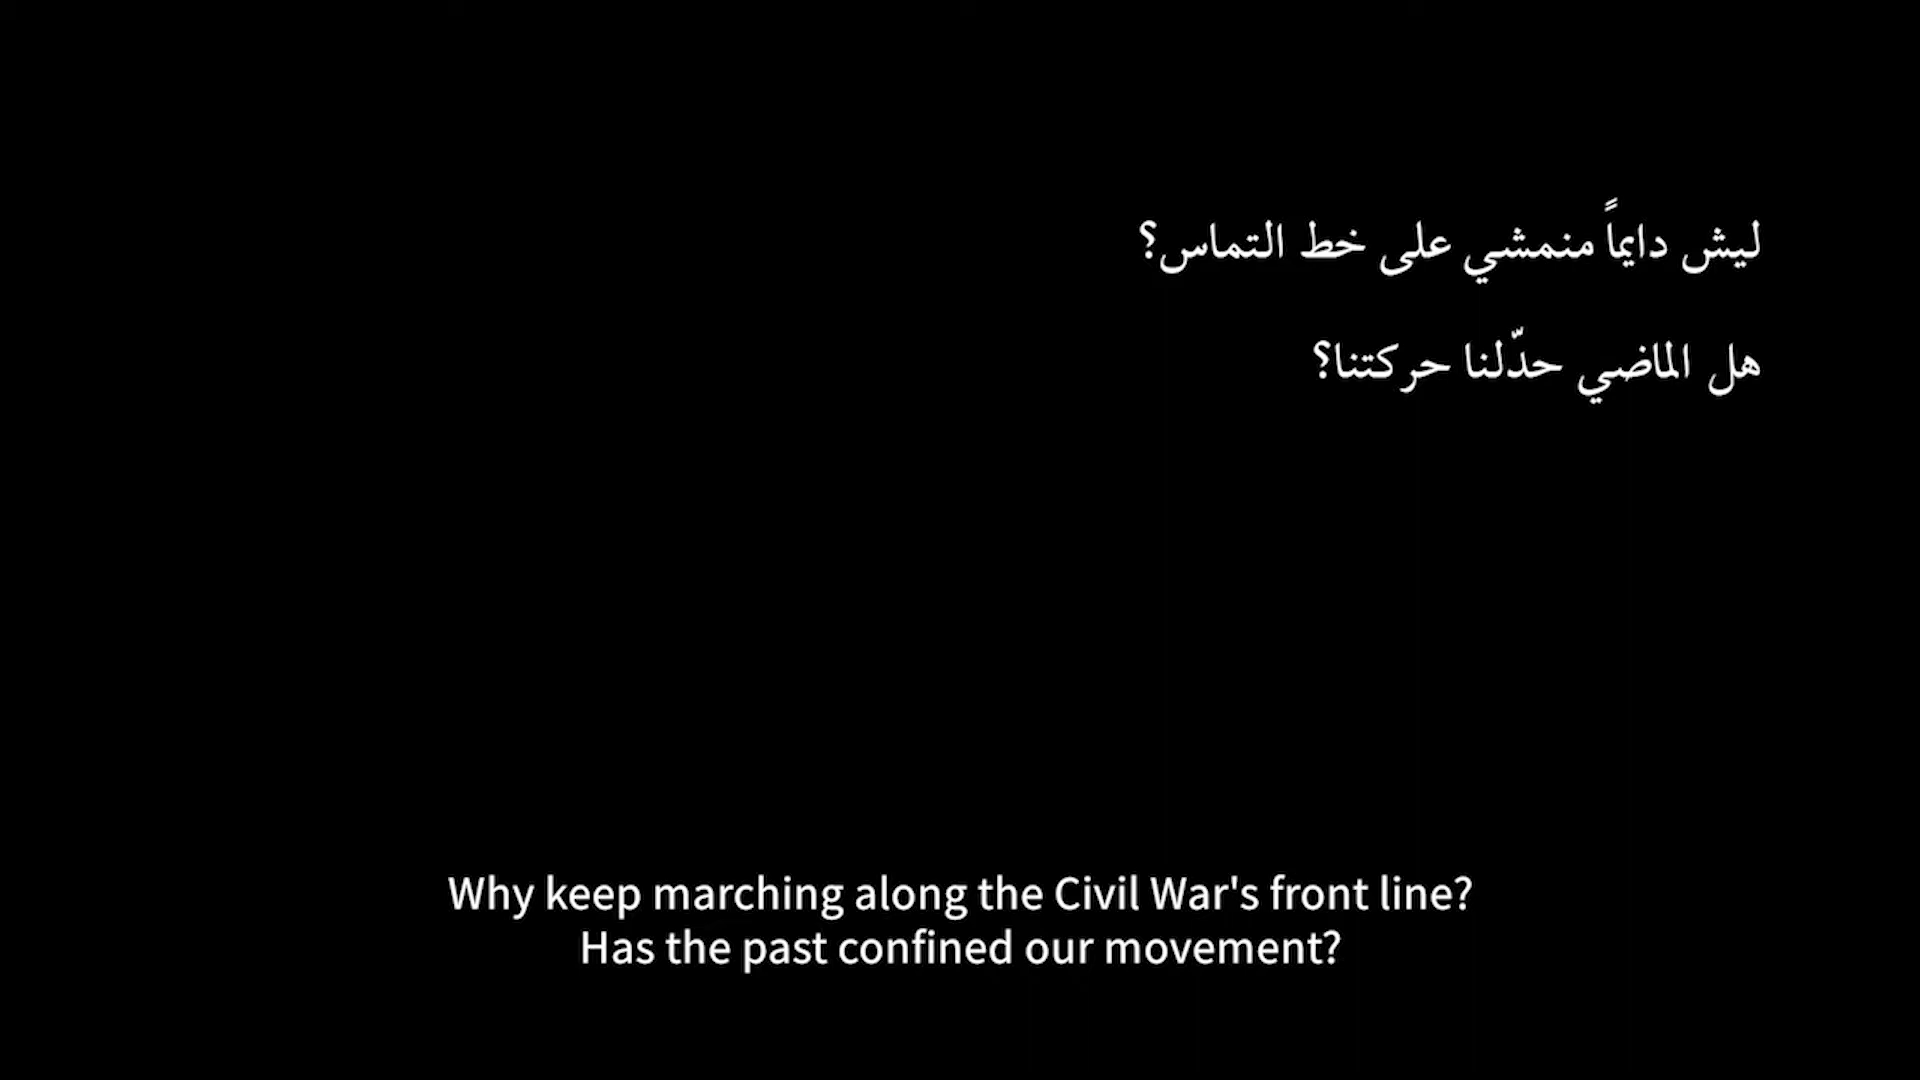 ليش دايماً منمشي على خط التماس؟
هل الماضي حدّلنا حركتنا؟
Why keep marching along the Civil War's front line?
Has the past confined our movement?